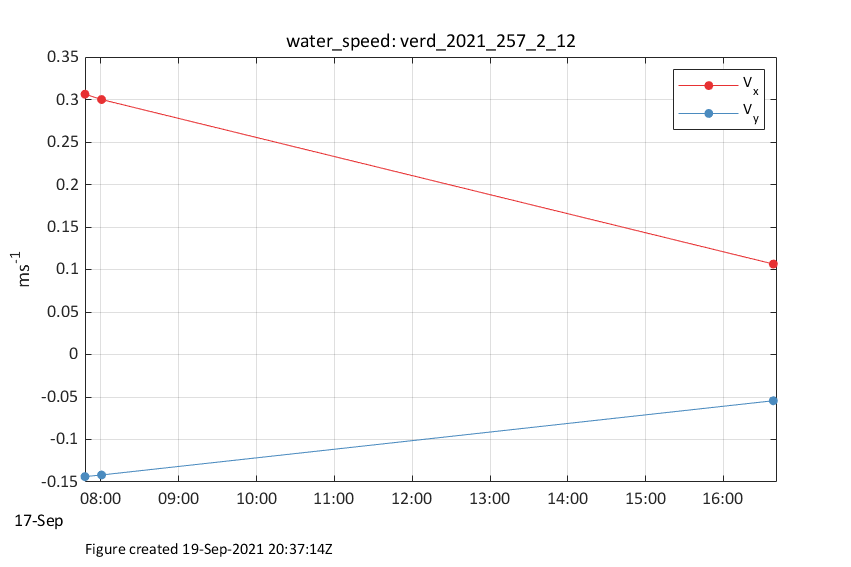 water_speed: verd_2021_257_2_12
0.35
0.3
0.25
0.2
0.15
0.1
0.05
0
-0.05
-0.1
-0.15
ms-1
Vx
Vy
08:00 09:00 10:00 11:00 12:00 13:00 14:00 15:00 16:00
17-Sep
Figure created 19-Sep-2021 20:37:14Z